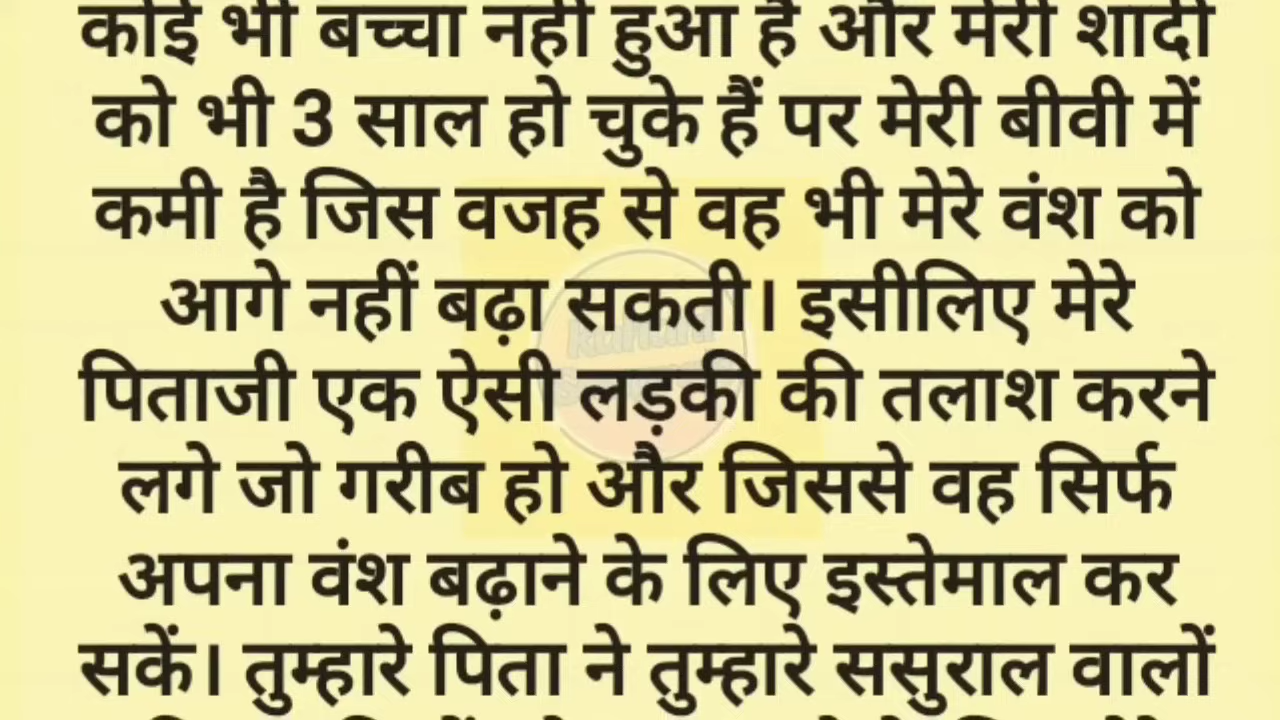 कोई भी बच्चा नहीं हुआ है और मेरी शादी
को भी 3 साल हो चुके हैं पर मेरी बीवी में
कमी है जिस वजह से वह भी मेरे वंश को
आगे नहीं बढ़ा सकती। इसीलिए मेरे
पिताजी एक ऐसी लड़की की तलाश करने
लगे जो गरीब हो और जिससे वह सिर्फ
अपना वंश बढ़ाने के लिए इस्तेमाल कर
सकें। तुम्हारे पिता ने तुम्हारे ससुराल वालों